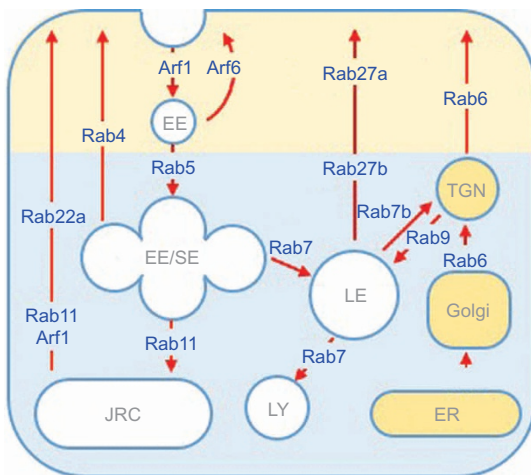 Arf1
Arf6
Rab27a
EE
Rab6
Rab4
Rab5
Rab27b
TGN
Rab22a
Rab7b
Rab9
EE/SE
Rab7
Rab6
LE
Golgi
Rab11
Arf1
Rab11
Rab7
JRC
LY
ER